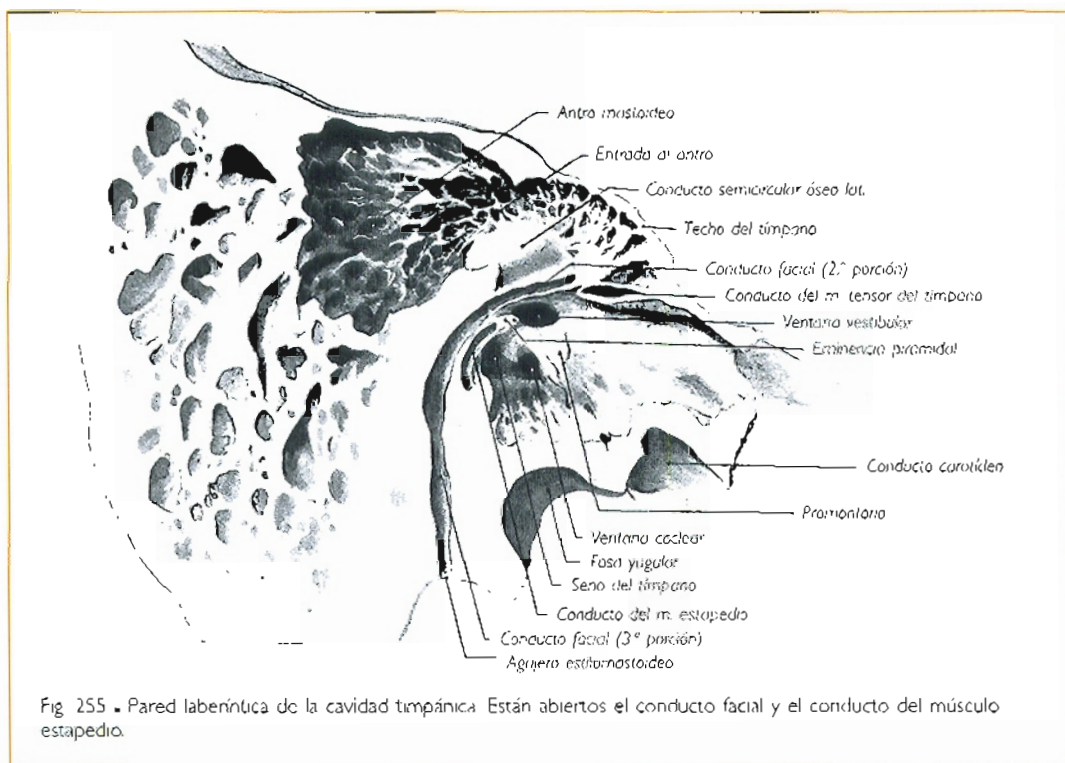 Antro mastoideo
Entrada al antro
Conducto semicircular óseo lat.
Techo del tímpano
Conducto facial (2.ª porción)
Conducto del m. tensor del tímpano
Ventana vestibular
Eminencia piramidal
Conducto carotídeo
Promontorio
Ventana coclear
Fosa yugular
Seno del tímpano
Conducto del m. estapedio
Conducto facial (3ª porción)
Agujero estilomastoideo
Fig 255 . Pared laberíntica de la cavidad timpánica Están abiertos el conducto facial y el conducto del músculo
estapedio.